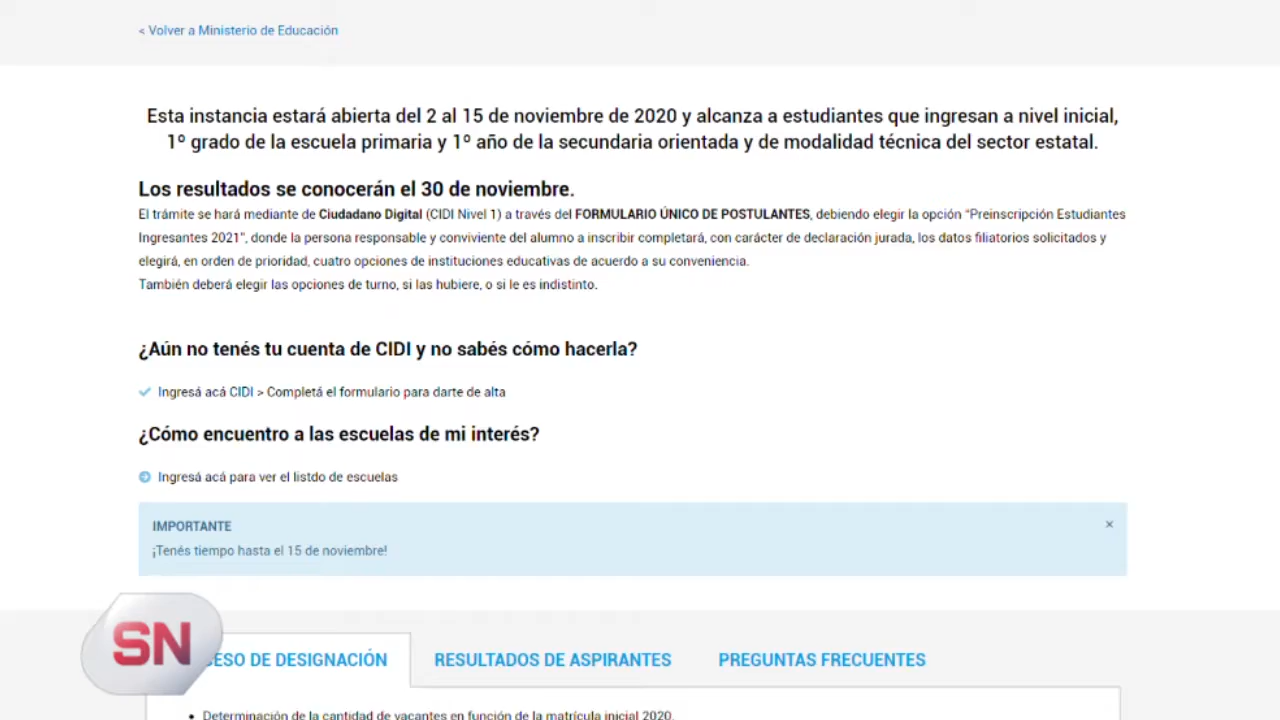 < Volver a Ministerio de Educación
Esta instancia estará abierta del 2 al 15 de noviembre de 2020 y alcanza a estudiantes que ingresan a nivel inicial,
1º grado de la escuela primaria y 1º año de la secundaria orientada y de modalidad técnica del sector estatal.
Los resultados se conocerán el 30 de noviembre.
El trámite se hará mediante de Ciudadano Digital (CIDI Nivel 1) a través del FORMULARIO ÚNICO DE POSTULANTES, debiendo elegir la opción "Preinscripción Estudiantes
Ingresantes 2021", donde la persona responsable y conviviente del alumno a inscribir completará, con carácter de declaración jurada, los datos filiatorios solicitados y
elegirá, en orden de prioridad, cuatro opciones de instituciones educativas de acuerdo a su conveniencia.
También deberá elegir las opciones de turno, si las hubiere, o si le es indistinto.
¿Aún no tenés tu cuenta de CIDI y no sabés cómo hacerla?
Ingresá acá CIDI > Completá el formulario para darte de alta
¿Cómo encuentro a las escuelas de mi interés?
Ingresá acá para ver el listdo de escuelas
IMPORTANTE ×
¡Tenés tiempo hasta el 15 de noviembre!
SN
ESO DE DESIGNACIÓN RESULTADOS DE ASPIRANTES PREGUNTAS FRECUENTES
• Determinación de la cantidad de vacantes en función de la matrícula inicial 2020.